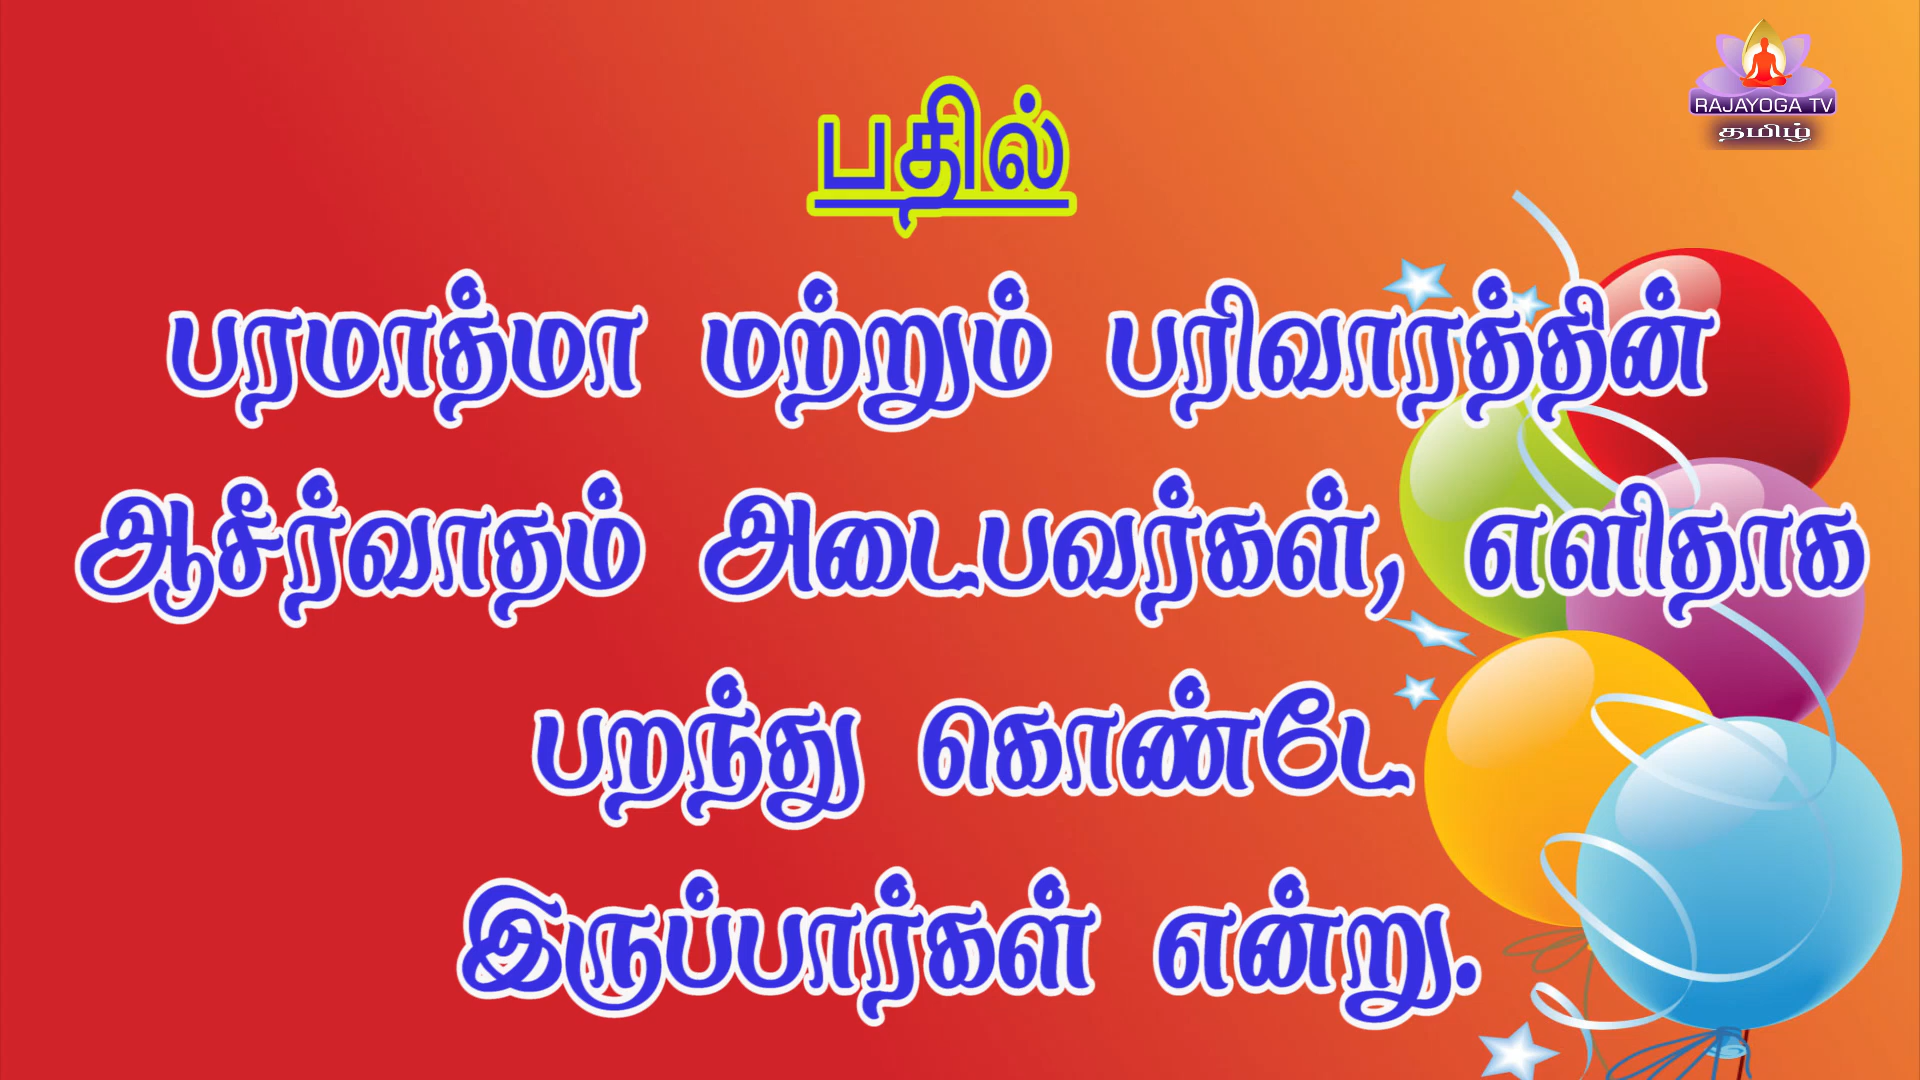 RAJAYOGA TV
தமிழ்
பதில்
பரமாத்மா மற்றும் பரிவாரத்தின்
ஆசீர்வாதம் அடைபவர்கள், எளிதாக
பறந்து கொண்டே
இருப்பார்கள் என்று.